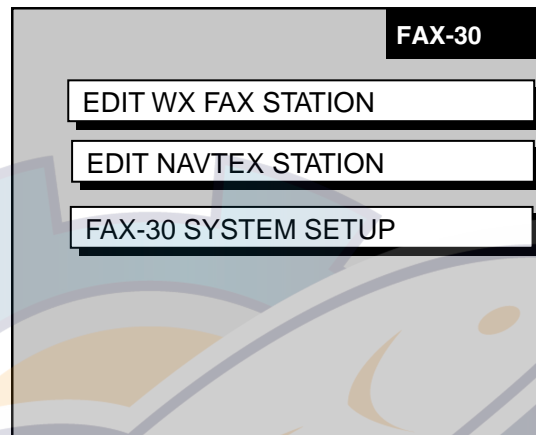 FAX-30
EDIT WX FAX STATION
EDIT NAVTEX STATION
FAX-30 SYSTEM SETUP